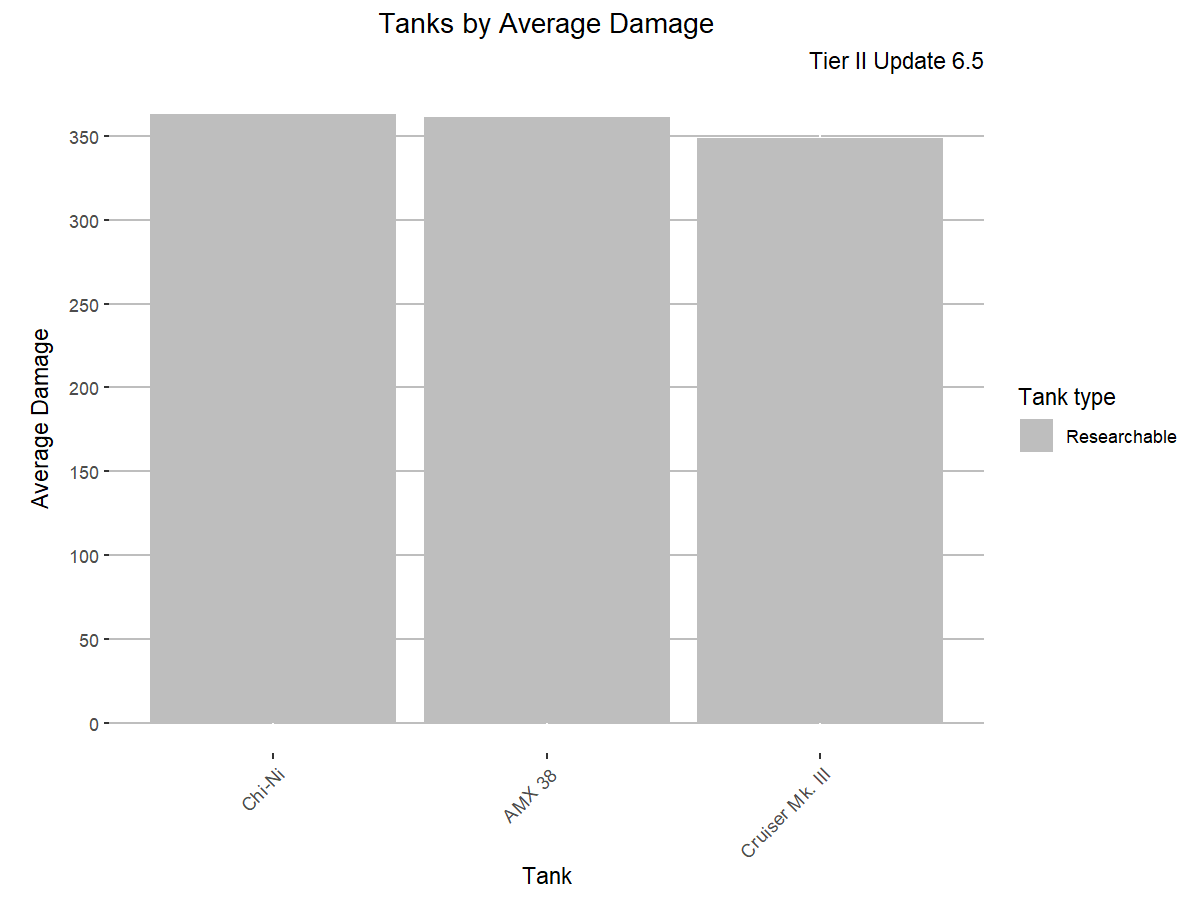 Tanks by Average Damage
Tier II Update 6.5
Average Damage
350
300
250
200
150
100
50
0
Chi-Ni
AMX 38
Cruiser Mk. III
Tank
Tank type
Researchable